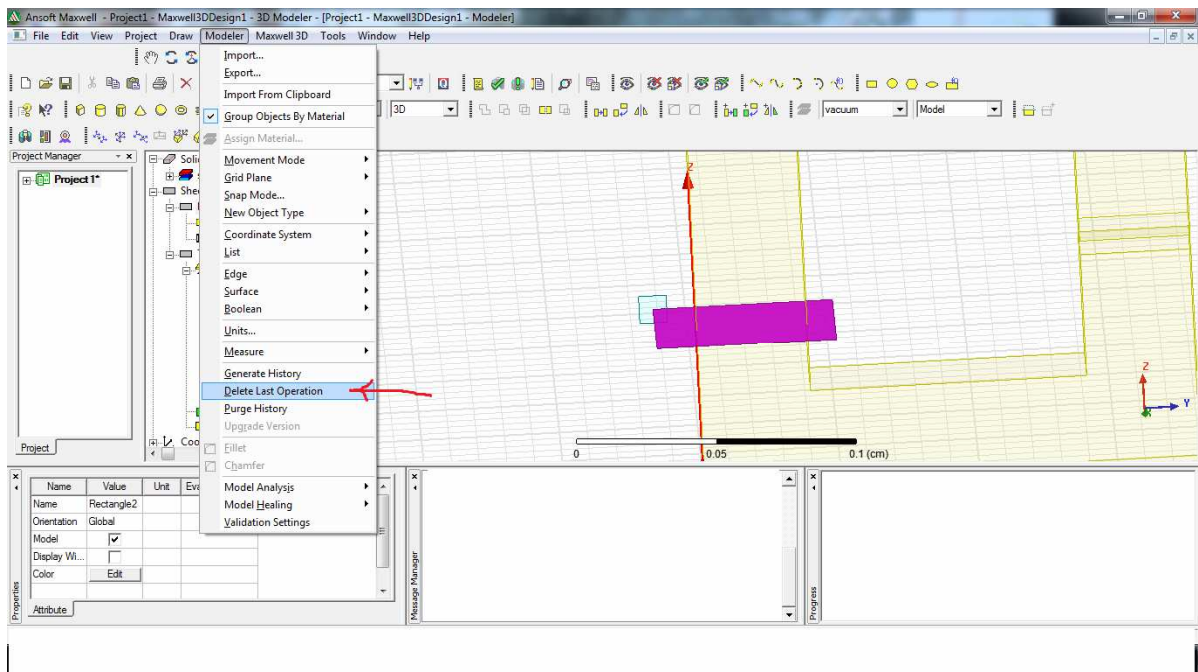 Ansoft Maxwell - Project1 - Maxwell3DDesign1 - 3D Modeler - [Project1 - Maxwell3DDesign1 - Modeler]
File Edit View Project Draw Modeler Maxwell 3D Tools Window Help
Import...
Export...
Import From Clipboard
Group Objects By Material
Assign Material...
Movement Mode
Grid Plane
Snap Mode...
New Object Type
Coordinate System
List
Edge
Surface
Boolean
Units...
Measure
Generate History
Delete Last Operation
Purge History
Upgrade Version
Fillet
Chamfer
Model Analysis
Model Healing
Validation Settings
3D
vacuum
Model
Project Manager
Project1*
Project
Soli
Shee
Coo
Z
0 0.05 0.1 (cm)
Z
Y
Name Value Unit Eva
Name Rectangle2
Orientation Global
Model
Display Wi...
Color Edit
Attribute
Properties
Message Manager
Progress